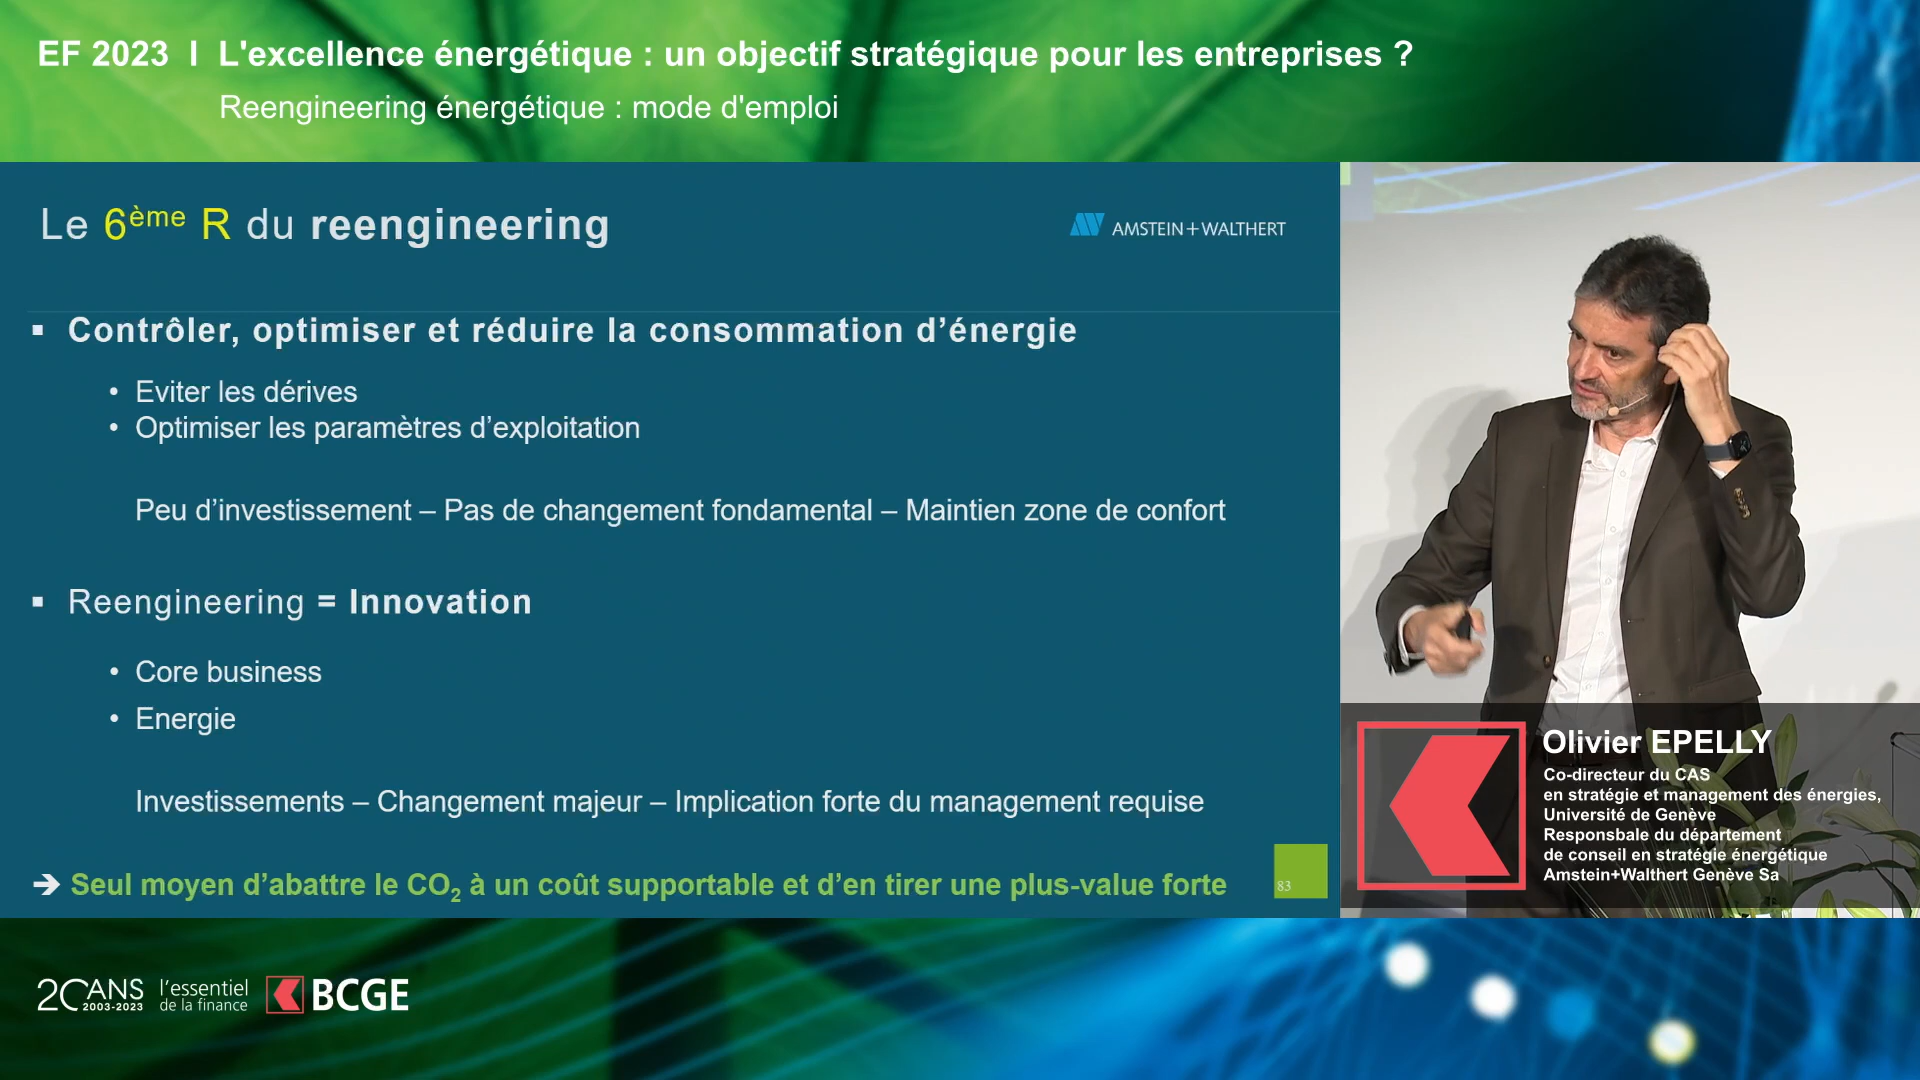 EF 2023 I L'excellence énergétique : un objectif stratégique pour les entreprises ?
Reengineering énergétique : mode d'emploi
Le 6ème R du reengineering
AMSTEIN+WALTHERT
▪ Contrôler, optimiser et réduire la consommation d’énergie
• Eviter les dérives
• Optimiser les paramètres d’exploitation
Peu d’investissement – Pas de changement fondamental – Maintien zone de confort
▪ Reengineering = Innovation
• Core business
• Energie
Investissements – Changement majeur – Implication forte du management requise
➔ Seul moyen d’abattre le CO2 à un coût supportable et d’en tirer une plus-value forte
83
Olivier EPELLY
Co-directeur du CAS
en stratégie et management des énergies,
Université de Genève
Responsbale du département
de conseil en stratégie énergétique
Amstein+Walthert Genève Sa
20ANS
2003-2023
l'essentiel
de la finance
BCGE